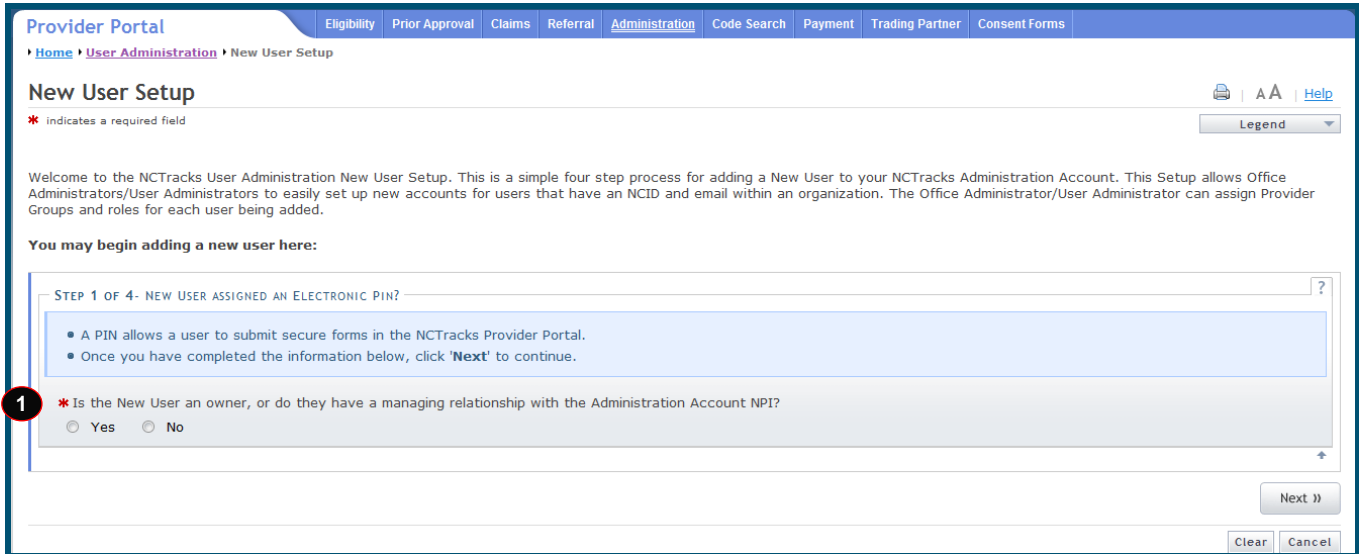 Provider Portal
Eligibility Prior Approval Claims Referral Administration Code Search Payment Trading Partner Consent Forms
Home User Administration New User Setup
New User Setup
A A | Help
* indicates a required field
Legend
Welcome to the NCTracks User Administration New User Setup. This is a simple four step process for adding a New User to your NCTracks Administration Account. This Setup allows Office
Administrators/User Administrators to easily set up new accounts for users that have an NCID and email within an organization. The Office Administrator/User Administrator can assign Provider
Groups and roles for each user being added.
You may begin adding a new user here:
STEP 1 OF 4- NEW USER ASSIGNED AN ELECTRONIC PIN?
?
• A PIN allows a user to submit secure forms in the NCTracks Provider Portal.
• Once you have completed the information below, click 'Next' to continue.
1
* Is the New User an owner, or do they have a managing relationship with the Administration Account NPI?
Yes No
Next »
Clear Cancel